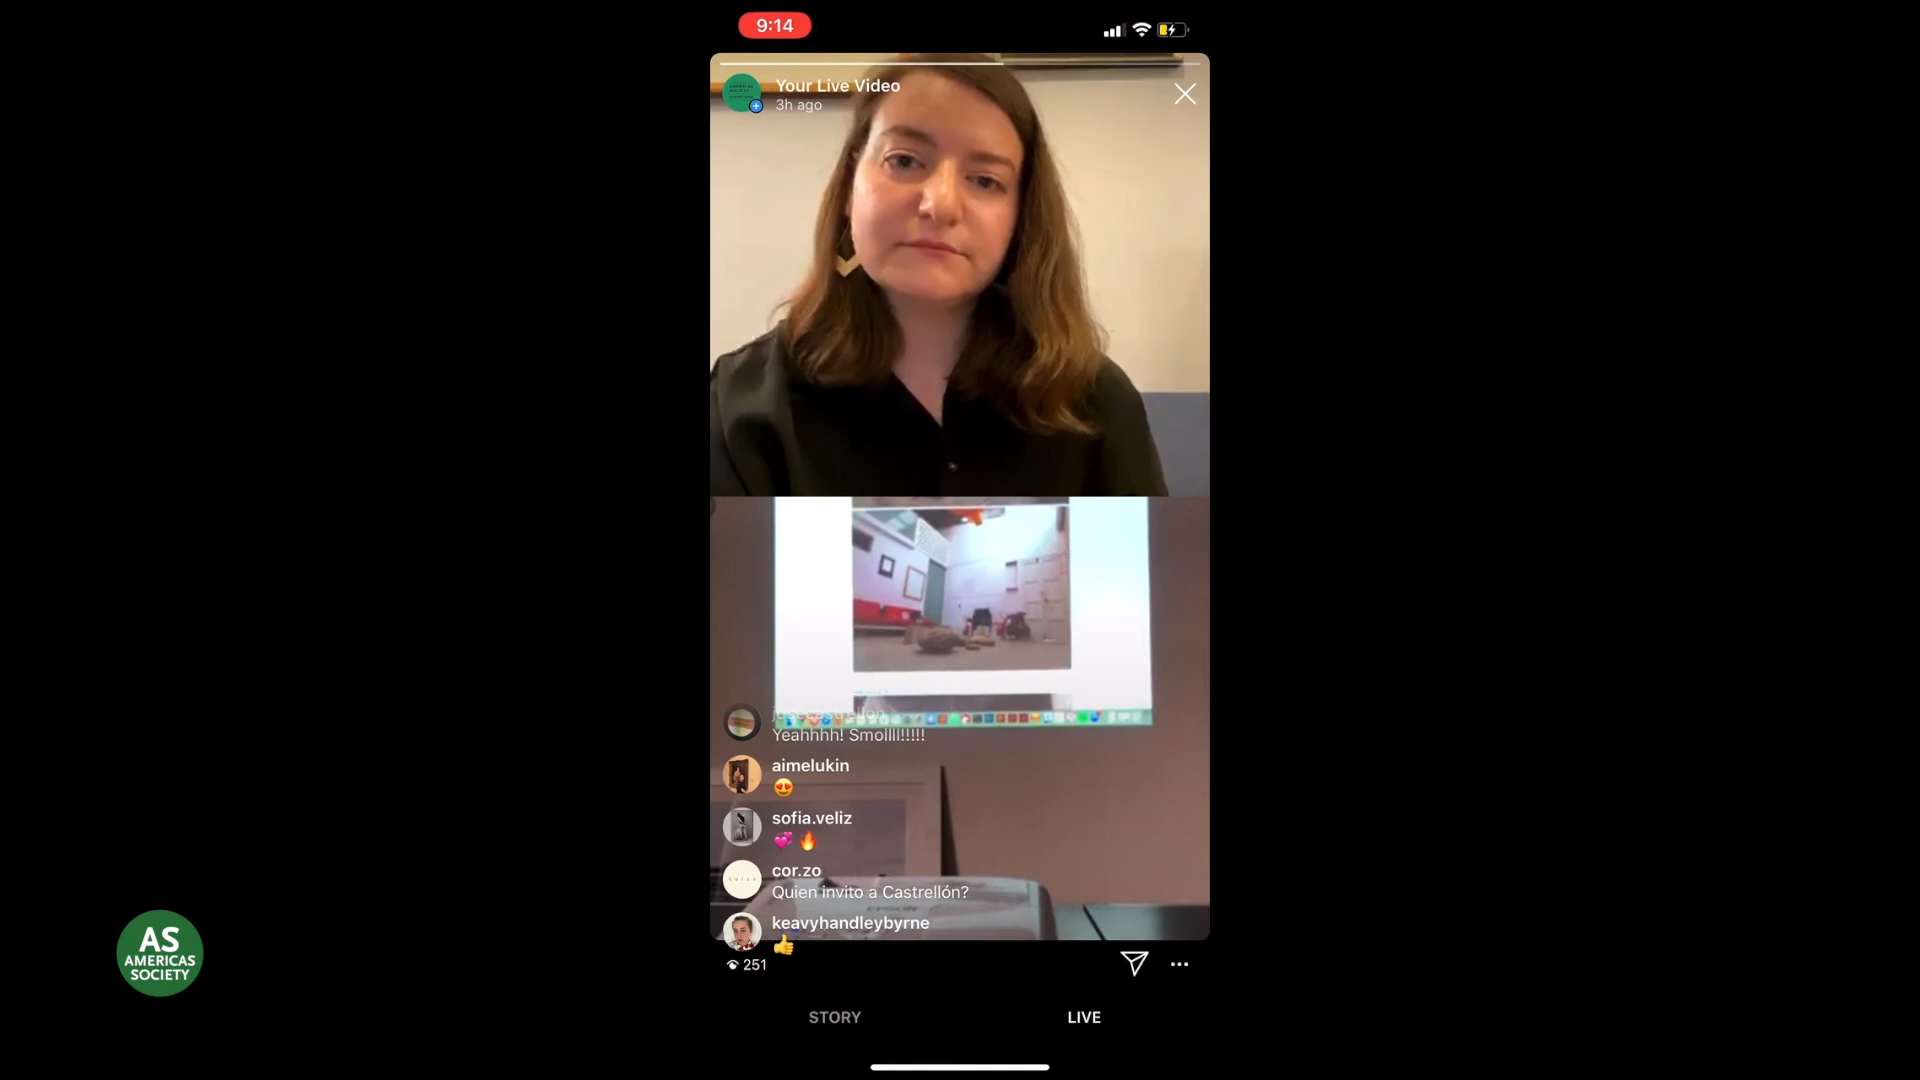 9:14
Your Live Video
3h ago
josecastrellon
Yeahhhh! Smollll!!!!!
aimelukin
😍
sofia.veliz
💞 🔥
cor.zo
Quien invito a Castrellón?
keavyhandleybyrne
👍
251
STORY
LIVE
AS
AMERICAS
SOCIETY